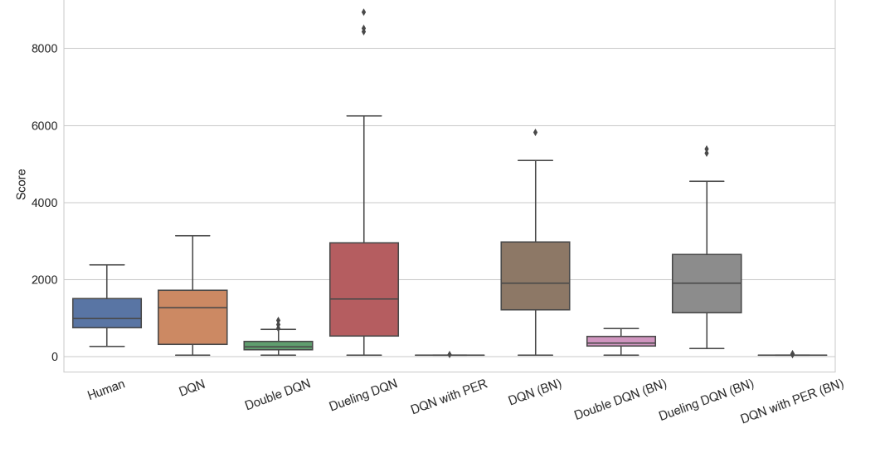 8000
6000
4000
2000
0
Score
Human
DQN
Double DQN
Dueling DQN
DQN with PER
DQN (BN)
Double DQN (BN)
Dueling DQN (BN)
DQN with PER (BN)